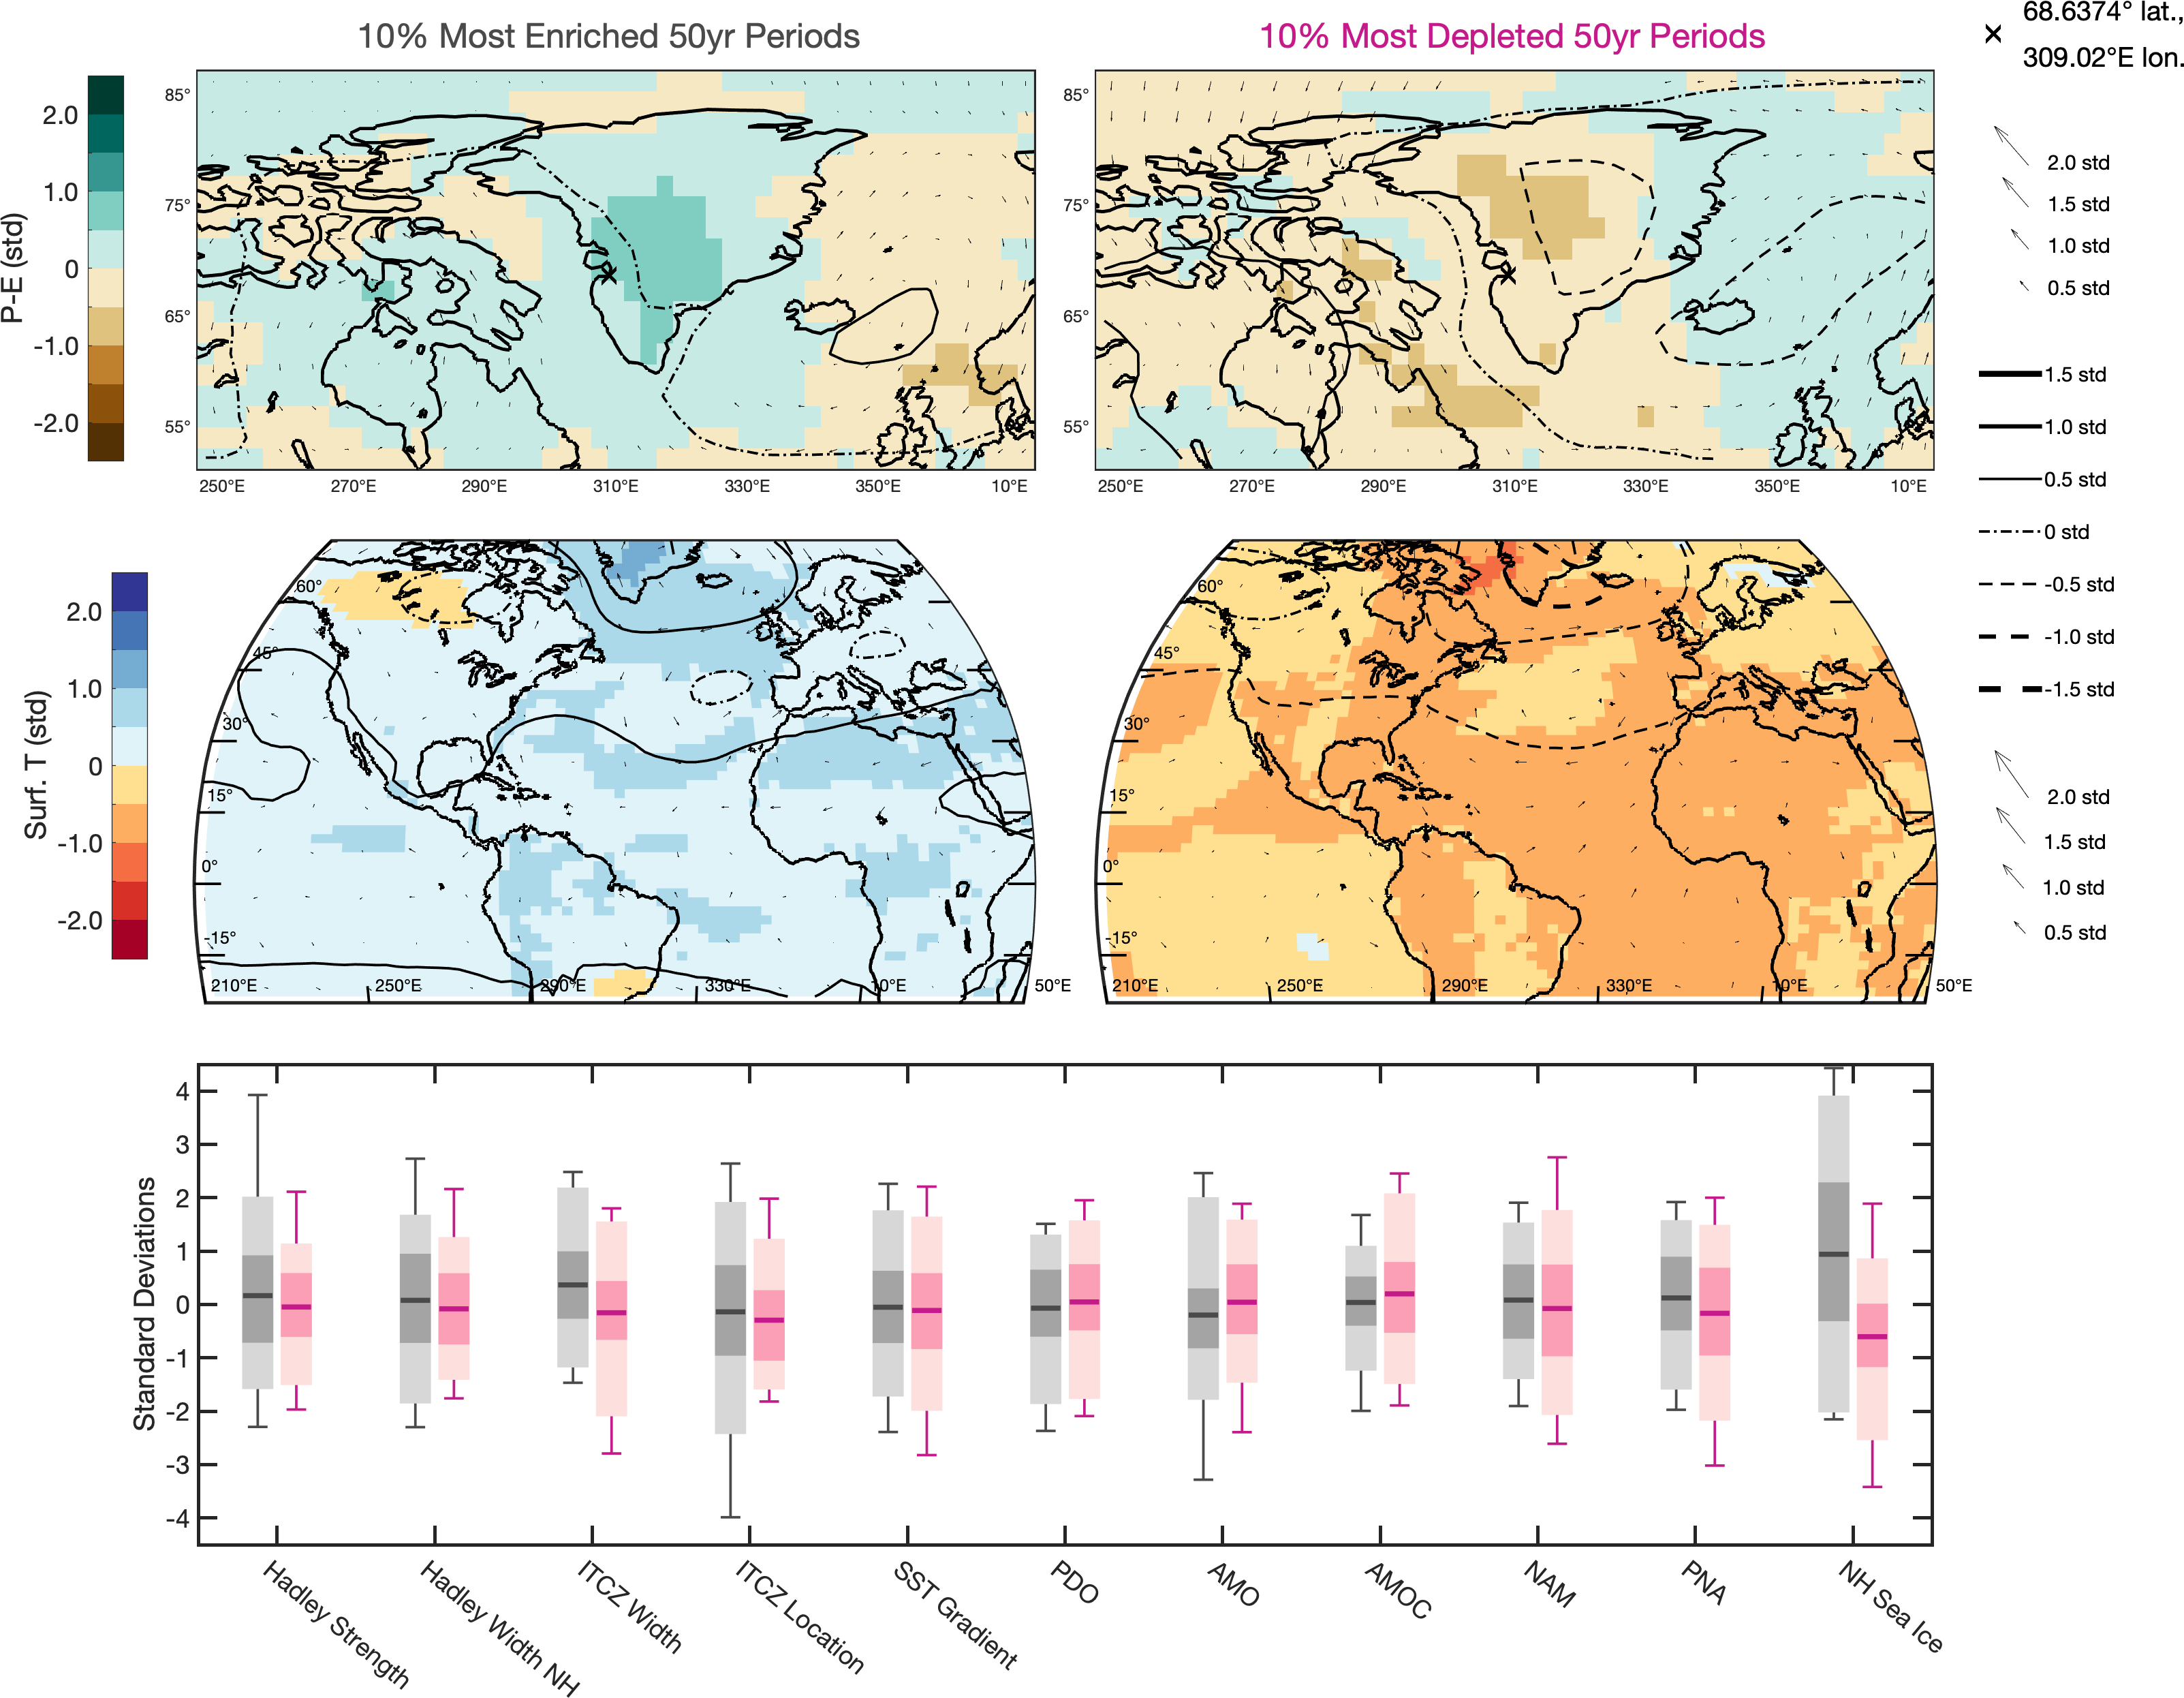 10% Most Enriched 50yr Periods
10% Most Depleted 50yr Periods
68.6374° lat.,
309.02°E lon.
P-E (std)
2.0
1.0
0
-1.0
-2.0
85°
75°
65°
55°
250°E 270°E 290°E 310°E 330°E 350°E 10°E
85°
75°
65°
55°
250°E 270°E 290°E 310°E 330°E 350°E 10°E
2.0 std
1.5 std
1.0 std
0.5 std
1.5 std
1.0 std
0.5 std
0 std
-0.5 std
-1.0 std
-1.5 std
Surf. T (std)
2.0
1.0
0
-1.0
-2.0
60°
45°
30°
15°
0°
-15°
210°E 250°E 290°E 330°E 10°E 50°E
60°
45°
30°
15°
0°
-15°
210°E 250°E 290°E 330°E 10°E 50°E
2.0 std
1.5 std
1.0 std
0.5 std
Standard Deviations
4
3
2
1
0
-1
-2
-3
-4
Hadley Strength
Hadley Width NH
ITCZ Width
ITCZ Location
SST Gradient
PDO
AMO
AMOC
NAM
PNA
NH Sea Ice